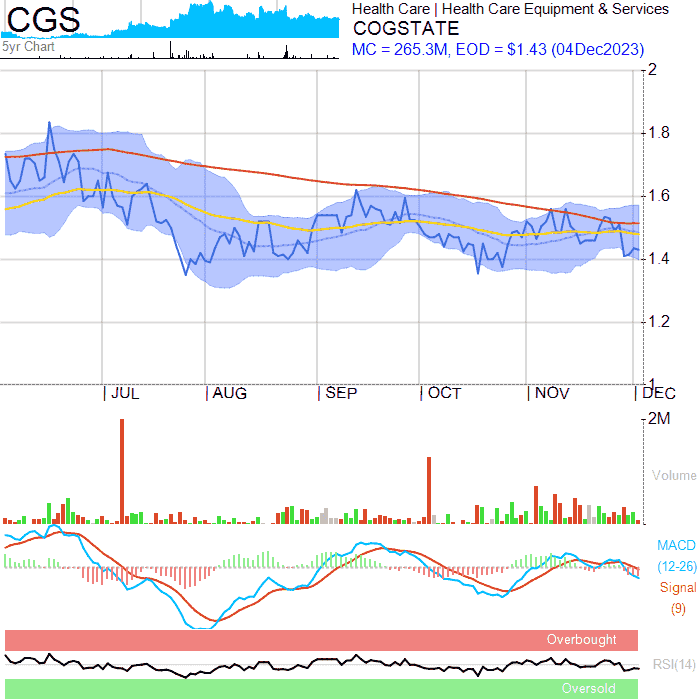 CGS
5yr Chart
Health Care | Health Care Equipment & Services
COGSTATE
MC = 265.3M, EOD = $1.43 (04Dec2023)
2
1.8
1.6
1.4
1.2
1
JUL AUG SEP OCT NOV DEC
2M
Volume
MACD
(12-26)
Signal
(9)
Overbought
RSI(14)
Oversold